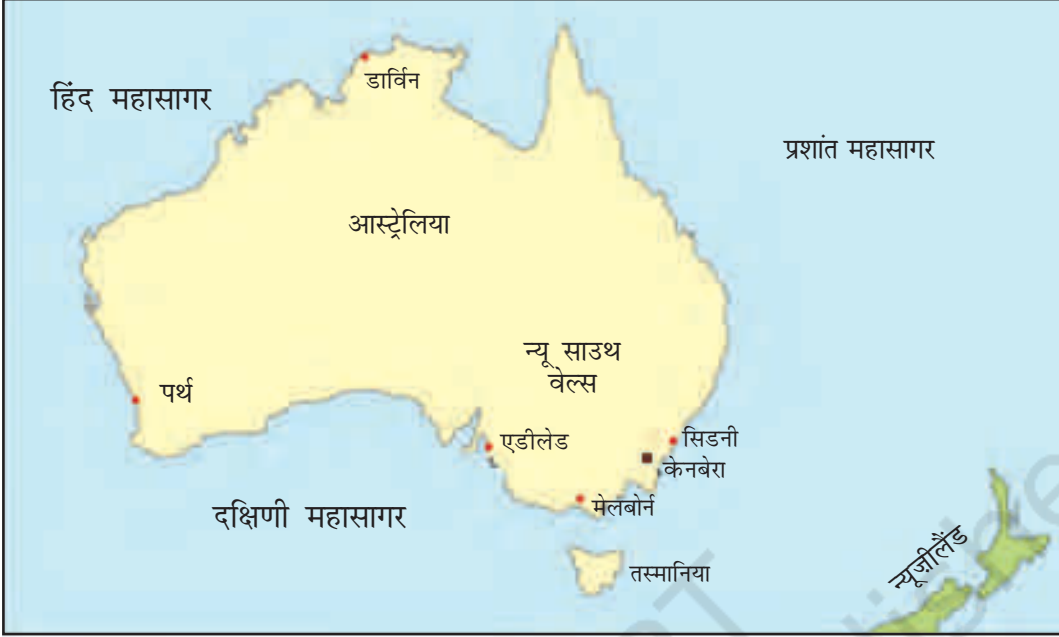 डार्विन
हिंद महासागर
प्रशांत महासागर
आस्ट्रेलिया
न्यू साउथ
वेल्स
पर्थ
एडीलेड
सिडनी
केनबेरा
मेलबोर्न
दक्षिणी महासागर
न्यूज़ीलैंड
तस्मानिया